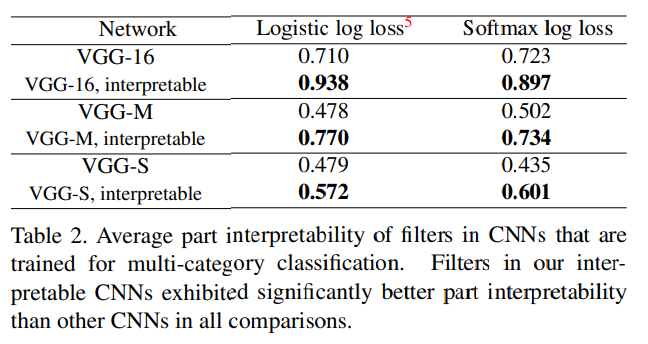 Network Logistic log loss5 Softmax log loss
VGG-16 0.710 0.723
VGG-16, interpretable 0.938 0.897
VGG-M 0.478 0.502
VGG-M, interpretable 0.770 0.734
VGG-S 0.479 0.435
VGG-S, interpretable 0.572 0.601
Table 2. Average part interpretability of filters in CNNs that are
trained for multi-category classification. Filters in our inter-
pretable CNNs exhibited significantly better part interpretability
than other CNNs in all comparisons.